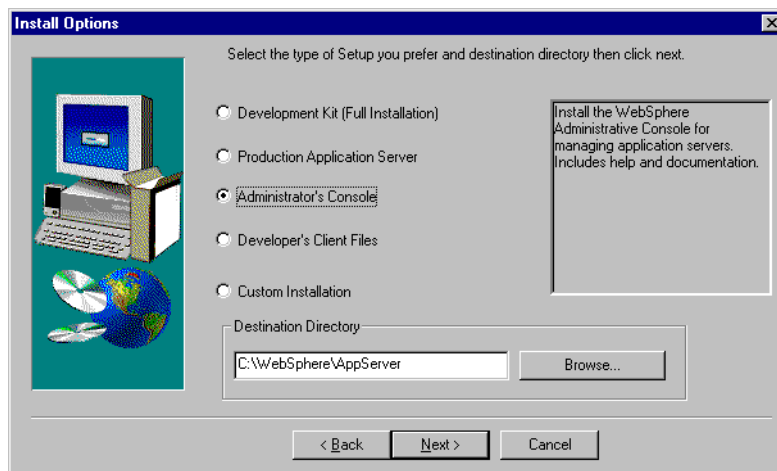 Install Options
Select the type of Setup you prefer and destination directory then click next.
Development Kit (Full Installation)
Production Application Server
Administrator's Console
Developer's Client Files
Custom Installation
Install the WebSphere
Administrative Console for
managing application servers.
Includes help and documentation.
Destination Directory
C:\WebSphere\AppServer
Browse...
< Back
Next >
Cancel